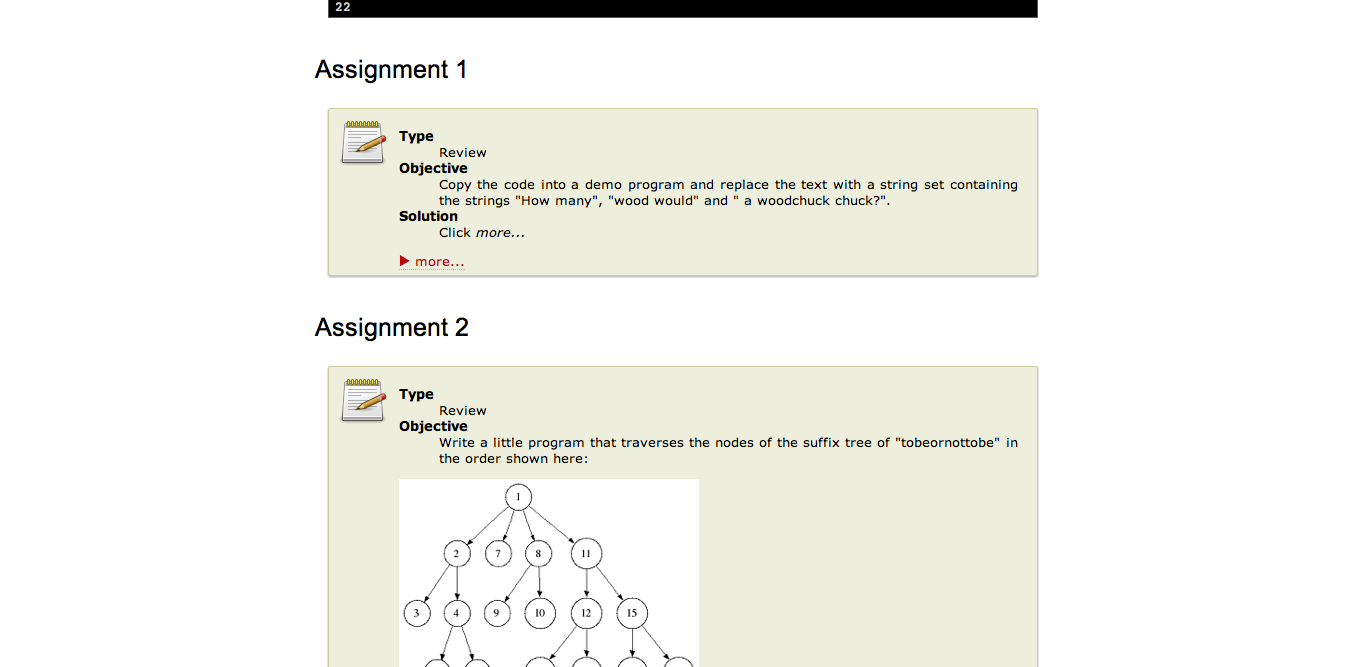 22
Assignment 1
Type
Review
Objective
Copy the code into a demo program and replace the text with a string set containing
the strings "How many", "wood would" and " a woodchuck chuck?".
Solution
Click more...
more...
Assignment 2
Type
Review
Objective
Write a little program that traverses the nodes of the suffix tree of "tobeornottobe" in
the order shown here:
1
2 7 8 11
3 4 9 10 12 15